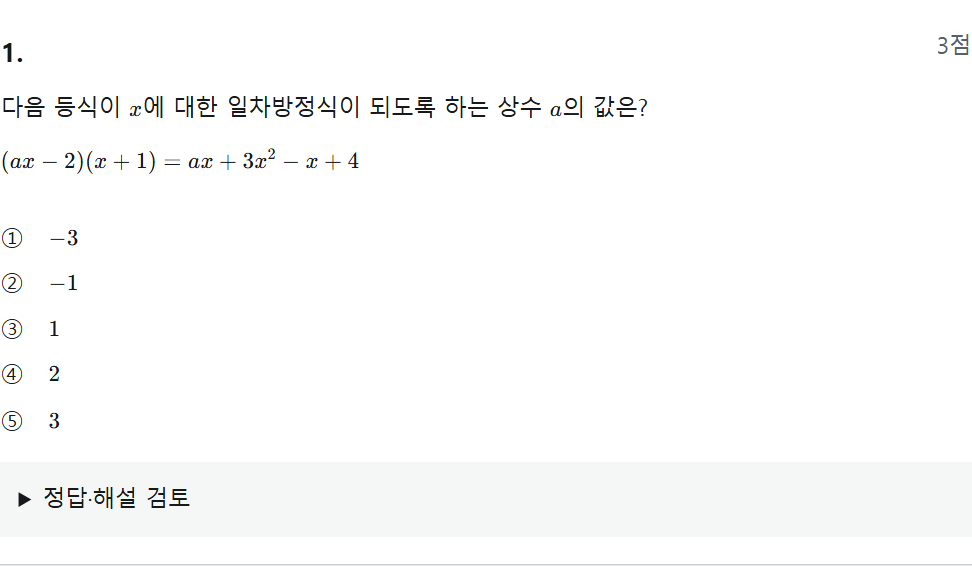 1.
3점
다음 등식이 x에 대한 일차방정식이 되도록 하는 상수 a의 값은?
(ax − 2)(x + 1) = ax + 3x² − x + 4
① −3
② −1
③ 1
④ 2
⑤ 3
▶ 정답·해설 검토